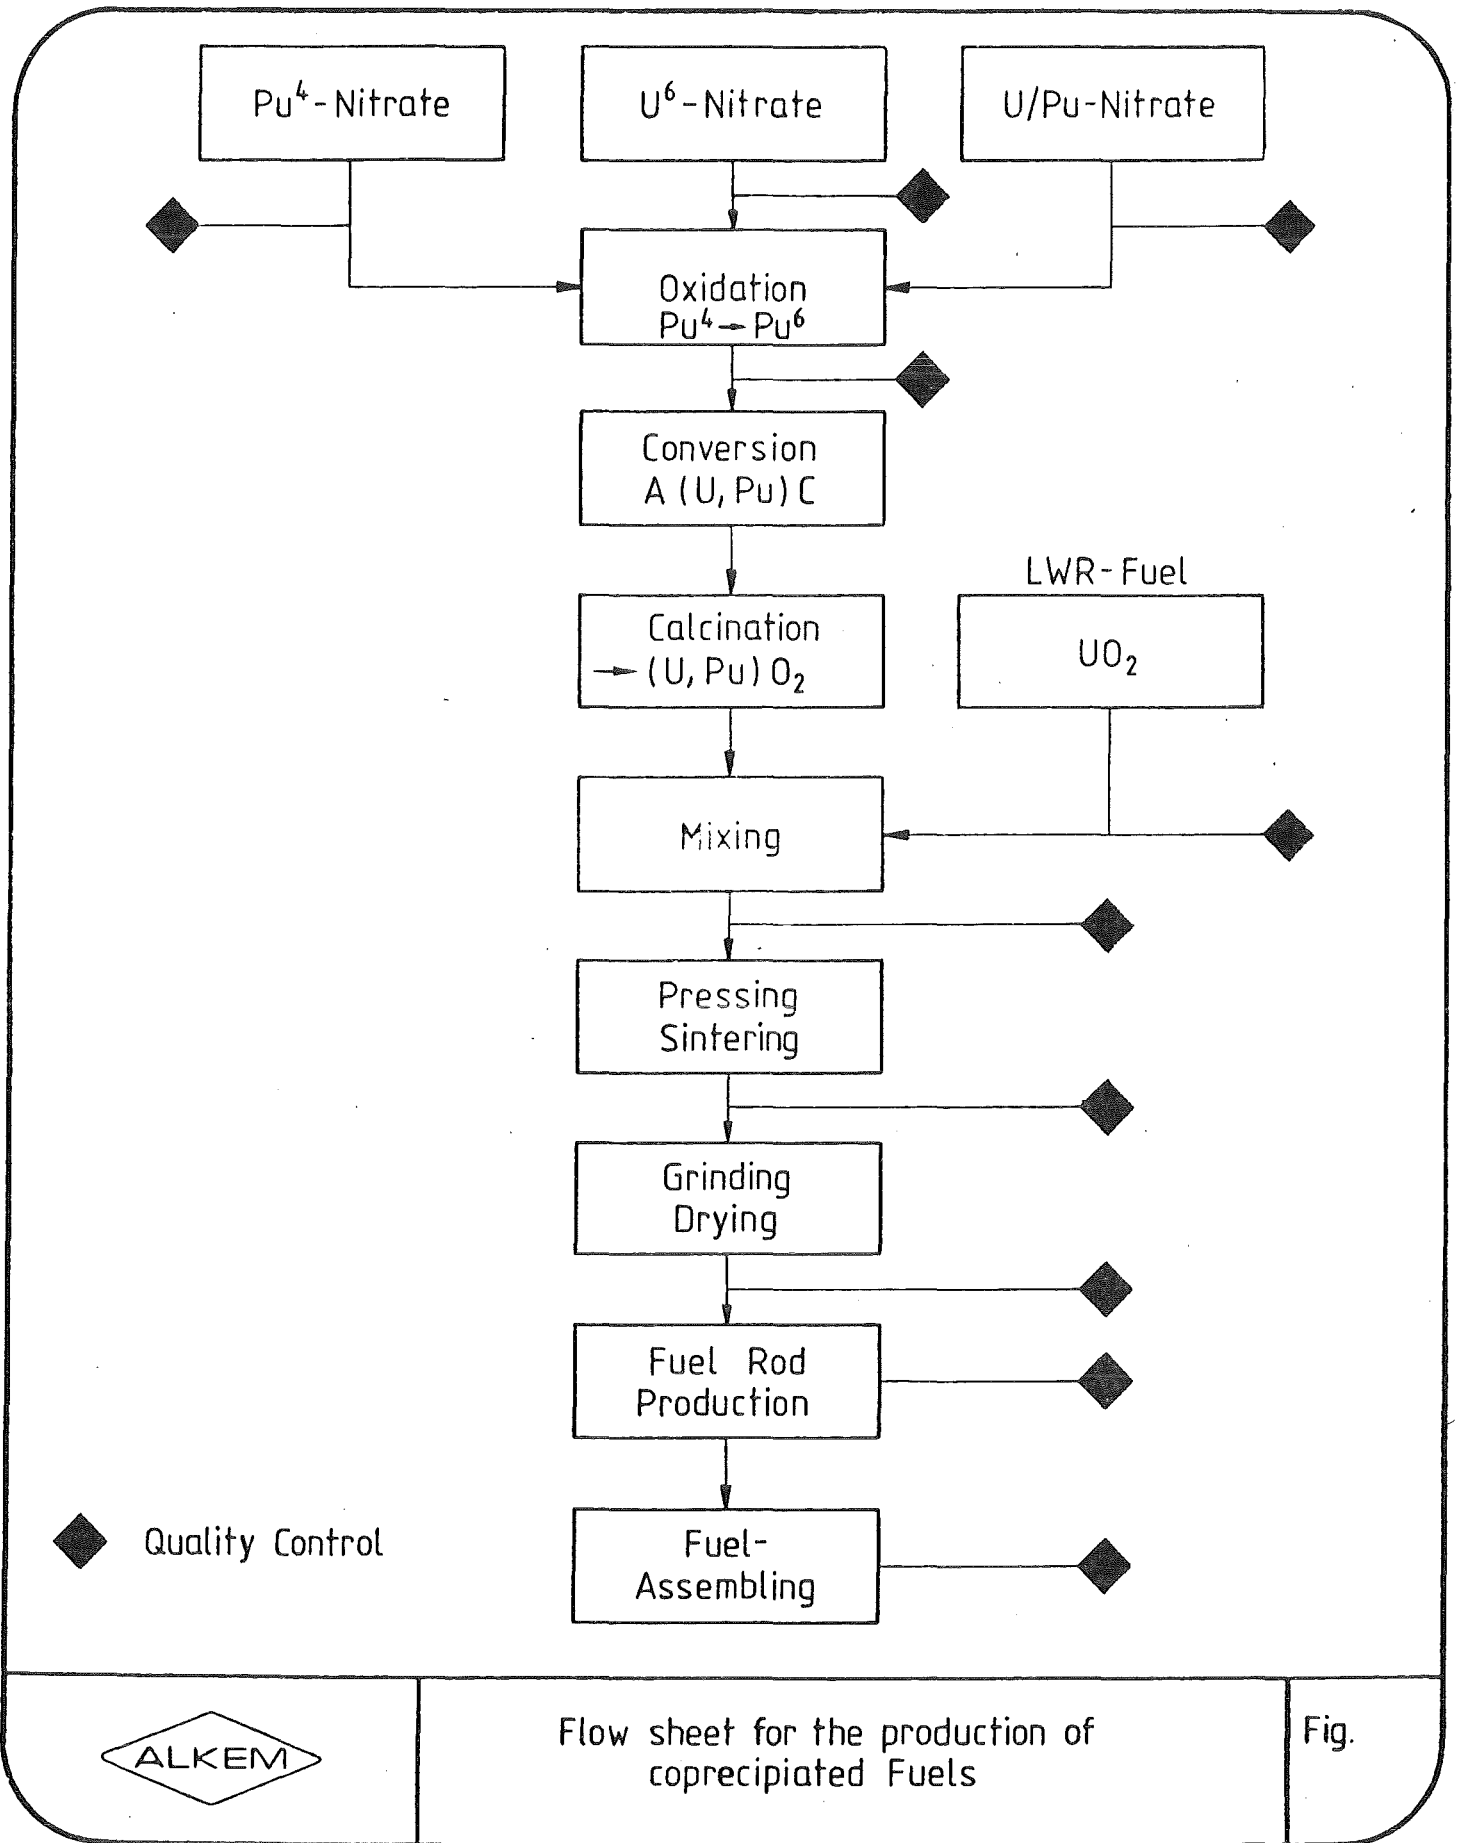 Pu⁴-Nitrate
U⁶-Nitrate
U/Pu-Nitrate
Oxidation
Pu⁴→Pu⁶
Conversion
A (U, Pu) C
LWR-Fuel
Calcination
→ (U, Pu) O₂
UO₂
Mixing
Pressing
Sintering
Grinding
Drying
Fuel Rod
Production
Quality Control
Fuel-
Assembling
ALKEM
Flow sheet for the production of
coprecipiated Fuels
Fig.